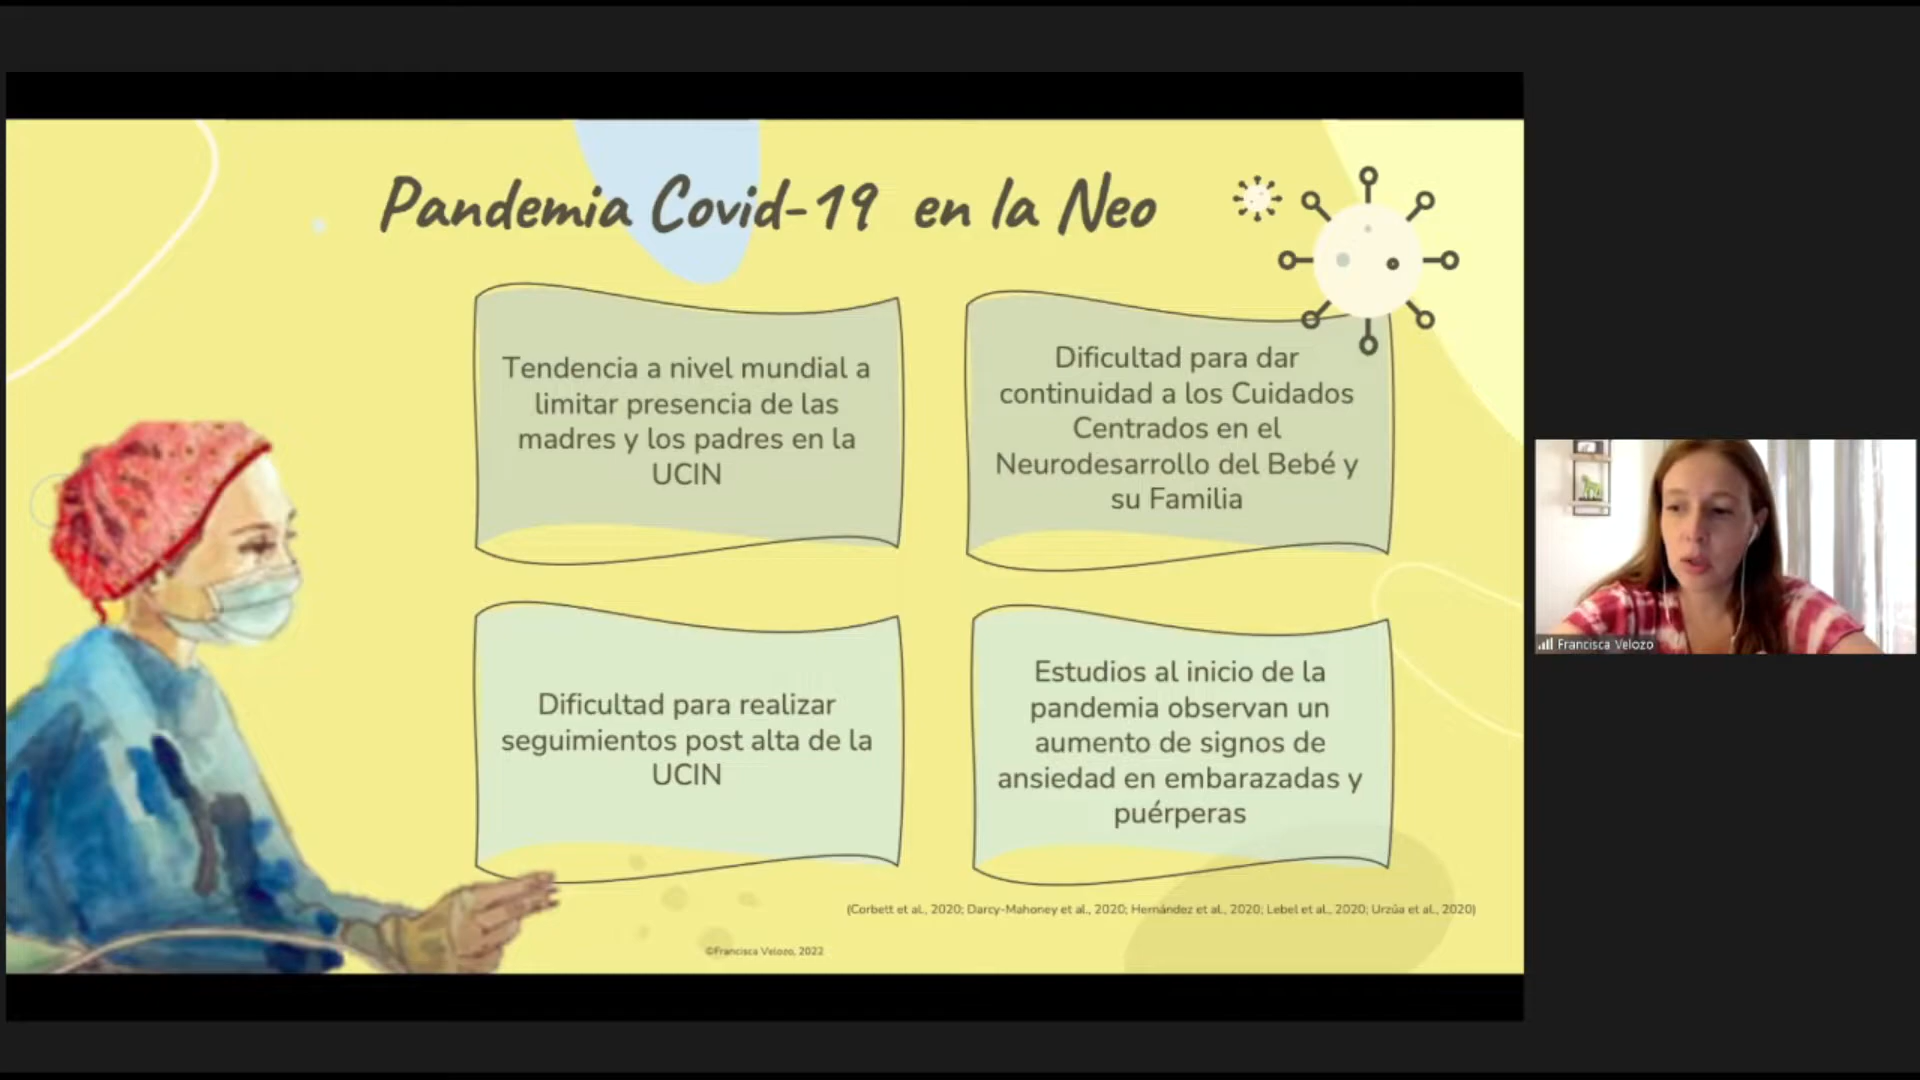 Pandemia Covid-19 en la Neo
Tendencia a nivel mundial a
limitar presencia de las
madres y los padres en la
UCIN
Dificultad para dar
continuidad a los Cuidados
Centrados en el
Neurodesarrollo del Bebé y
su Familia
Dificultad para realizar
seguimientos post alta de la
UCIN
Estudios al inicio de la
pandemia observan un
aumento de signos de
ansiedad en embarazadas y
puérperas
(Corbett et al., 2020; Darcy-Mahoney et al., 2020; Hernández et al., 2020; Lebel et al., 2020; Urzúa et al., 2020)
©Francisca Velozo, 2022
Francisca Velozo